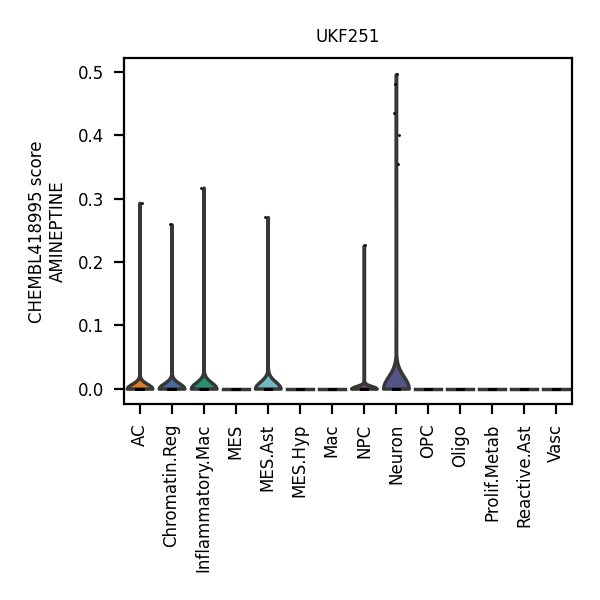 UKF251
CHEMBL418995 score
AMINEPTINE
0.5
0.4
0.3
0.2
0.1
0.0
AC
Chromatin.Reg
Inflammatory.Mac
MES
MES.Ast
MES.Hyp
Mac
NPC
Neuron
OPC
Oligo
Prolif.Metab
Reactive.Ast
Vasc